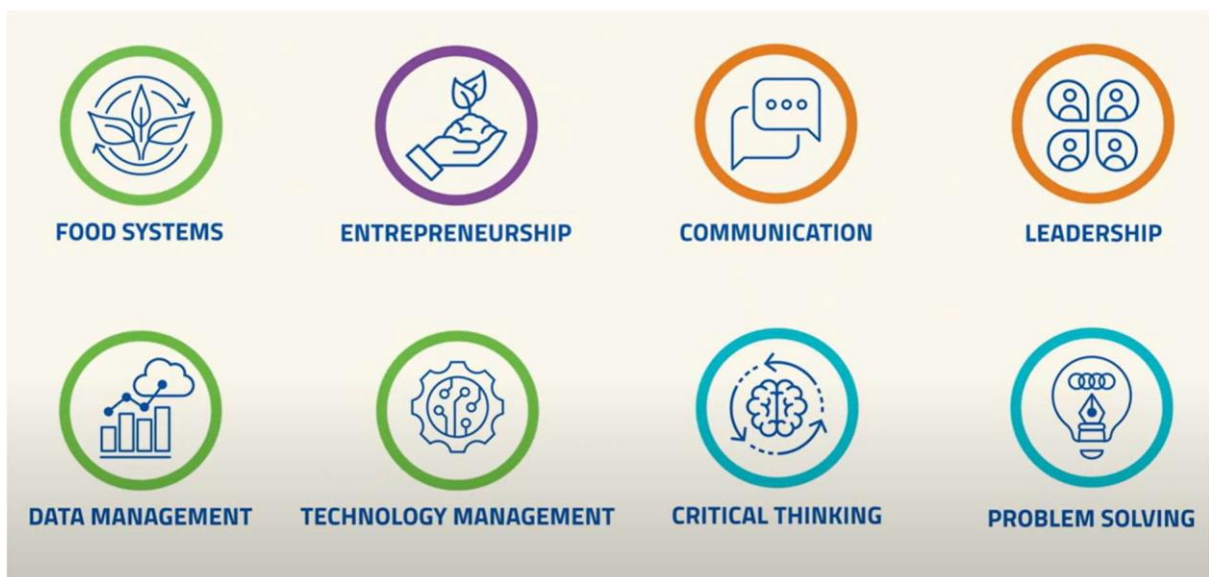 FOOD SYSTEMS
ENTREPRENEURSHIP
COMMUNICATION
LEADERSHIP
DATA MANAGEMENT
TECHNOLOGY MANAGEMENT
CRITICAL THINKING
PROBLEM SOLVING